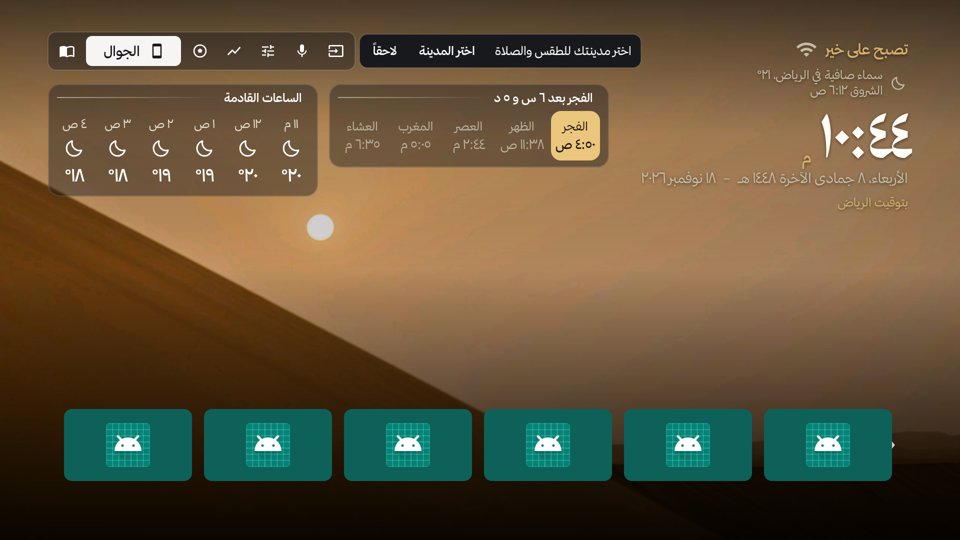 تصبح على خير
سماء صافية في الرياض، ٢١°
الشروق ٦:١٢ ص
١٠:٤٤ م
الأربعاء، ٨ جمادى الآخرة ١٤٤٨ هـ - ١٨ نوفمبر ٢٠٢٦
بتوقيت الرياض
اختر مدينتك للطقس والصلاة اختر المدينة لاحقاً
الجوال
الفجر بعد ٦ س و ٥ د
الفجر الظهر العصر المغرب العشاء
٤:٥٠ ص ١١:٣٨ ص ٢:٤٤ م ٥:٠٥ م ٦:٣٥ م
الساعات القادمة
١١ م ١٢ ص ١ ص ٢ ص ٣ ص ٤ ص
٢٠° ٢٠° ١٩° ١٩° ١٨° ١٨°